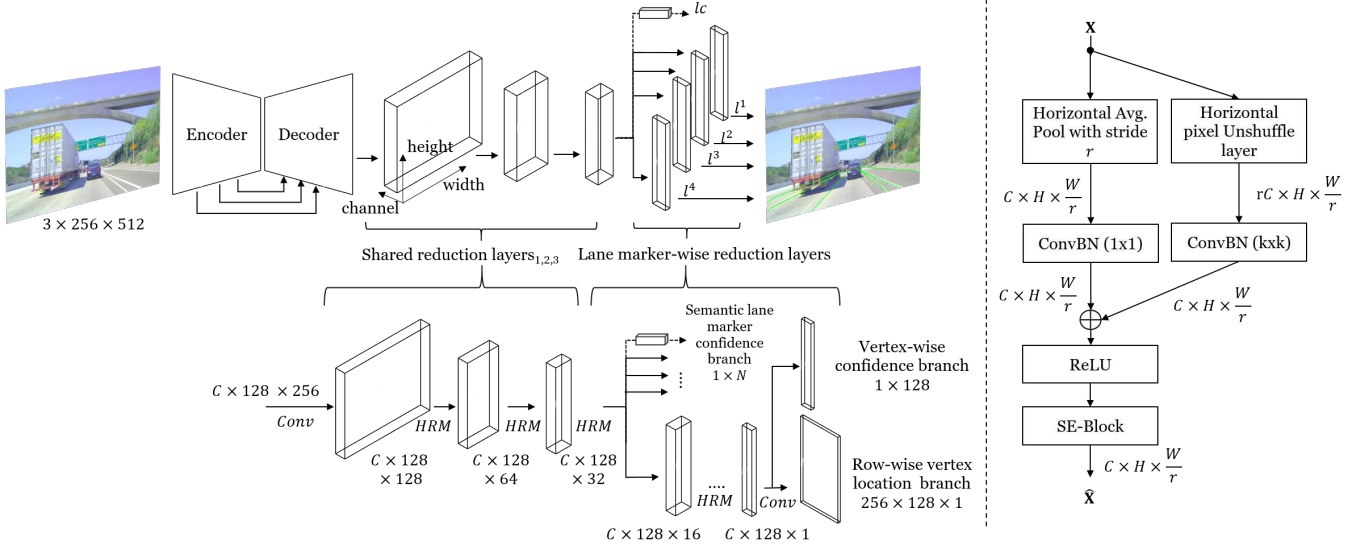 Encoder
Decoder
3 × 256 × 512
height
width
channel
lc
l¹
l²
l³
l⁴
Shared reduction layers₁,₂,₃
Lane marker-wise reduction layers
C × 128 × 256
Conv
HRM
HRM
HRM
C × 128
× 128
C × 128
× 64
C × 128
× 32
Semantic lane
marker
confidence
branch
1 × N
Vertex-wise
confidence branch
1 × 128
....
HRM
Conv
Row-wise vertex
location branch
256 × 128 × 1
C × 128 × 16
C × 128 × 1
X
Horizontal Avg.
Pool with stride
r
Horizontal
pixel Unshuffle
layer
C × H × W/r
rC × H × W/r
ConvBN (1x1)
ConvBN (kxk)
C × H × W/r
C × H × W/r
ReLU
SE-Block
C × H × W/r
X̂